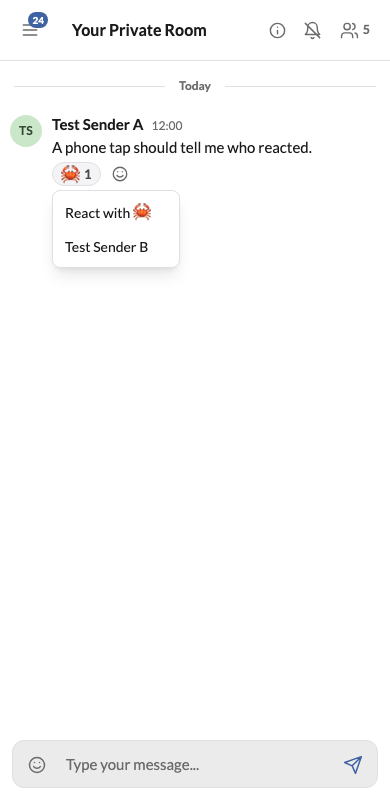 24
Your Private Room
5
Today
TS
Test Sender A 12:00
A phone tap should tell me who reacted.
🦀 1
React with 🦀
Test Sender B
Type your message...